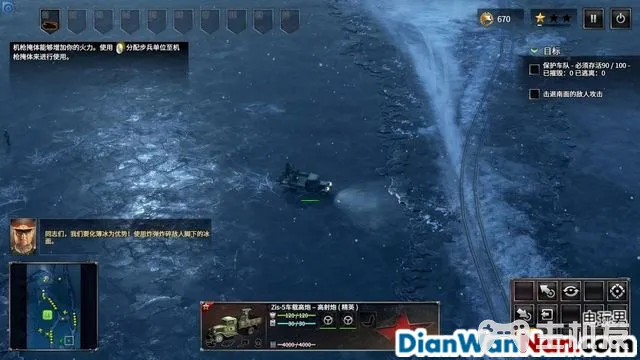 670
机枪掩体能够增加你的火力。使用 分配步兵单位至机
枪掩体来进行使用。
目标
保护车队 - 必须存活90 / 100 -
已摧毁：0 已逃离：0
击退南面的敌人攻击
同志们，我们要化薄冰为优势！使用炸弹炸碎敌人脚下的冰
面。
Zis-5车载高炮 - 高射炮 ( 精英 )
120 / 120
30 / 30
4000 / 4000
电玩男
DianWanNan.com